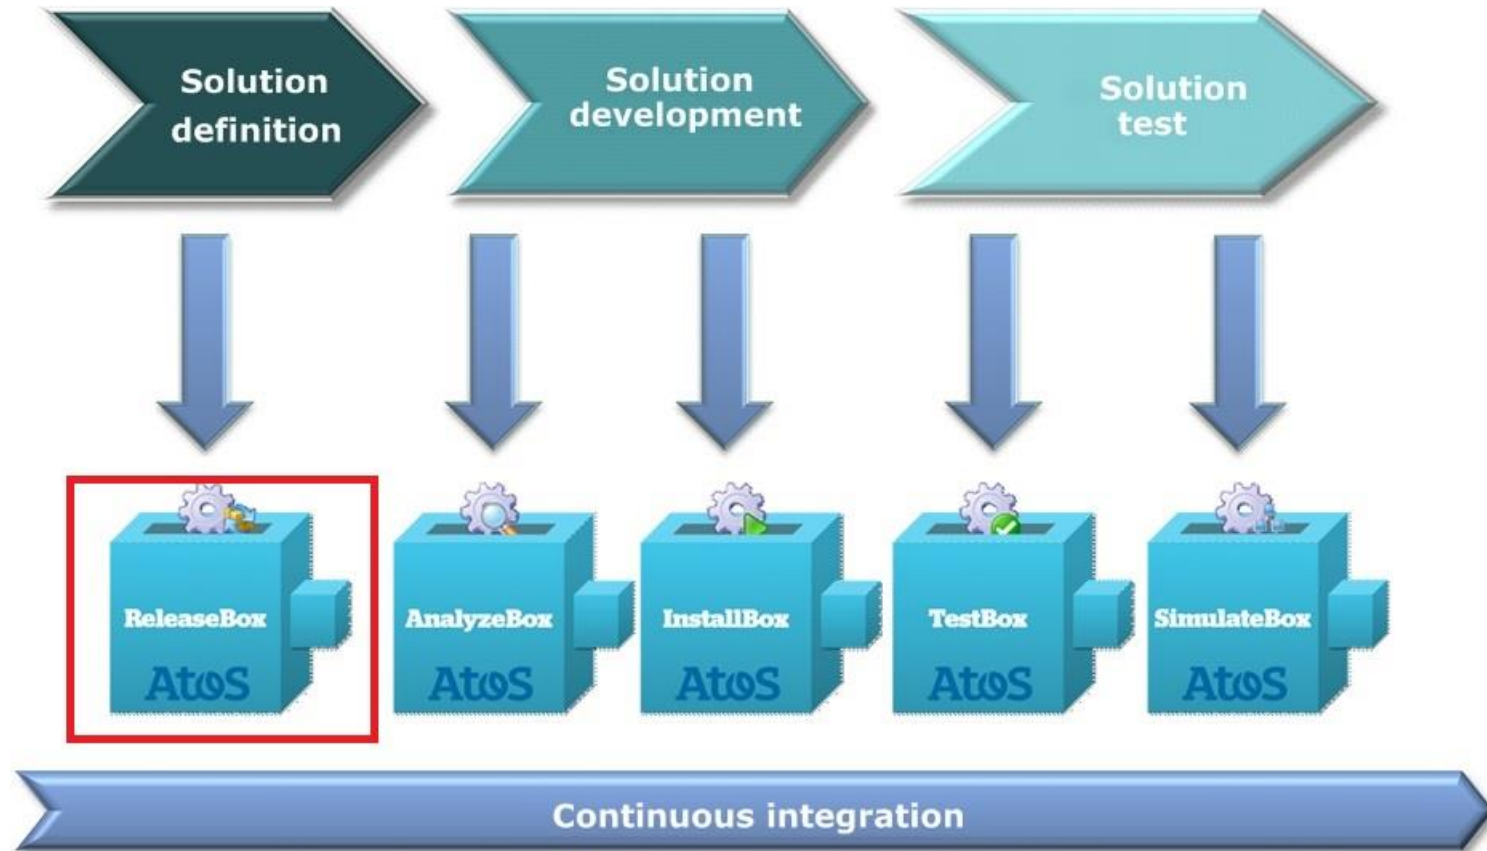 Solution
definition
Solution
development
Solution
test
ReleaseBox
Atos
AnalyzeBox
Atos
InstallBox
Atos
TestBox
Atos
SimulateBox
Atos
Continuous integration